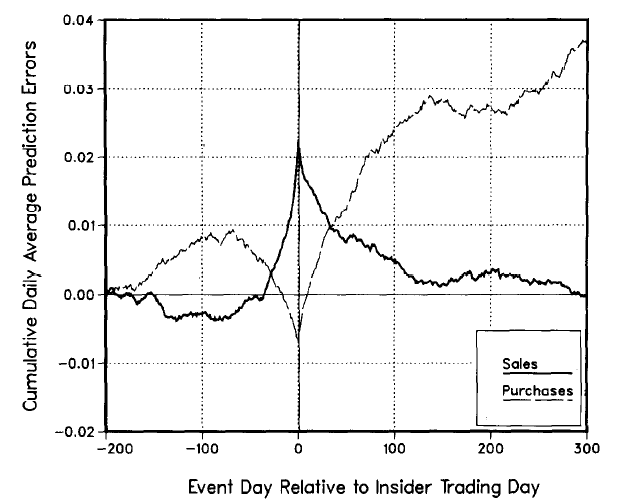 Cumulative Daily Average Prediction Errors
0.04
0.03
0.02
0.01
0.00
-0.01
-0.02
Sales
Purchases
-200 -100 0 100 200 300
Event Day Relative to Insider Trading Day